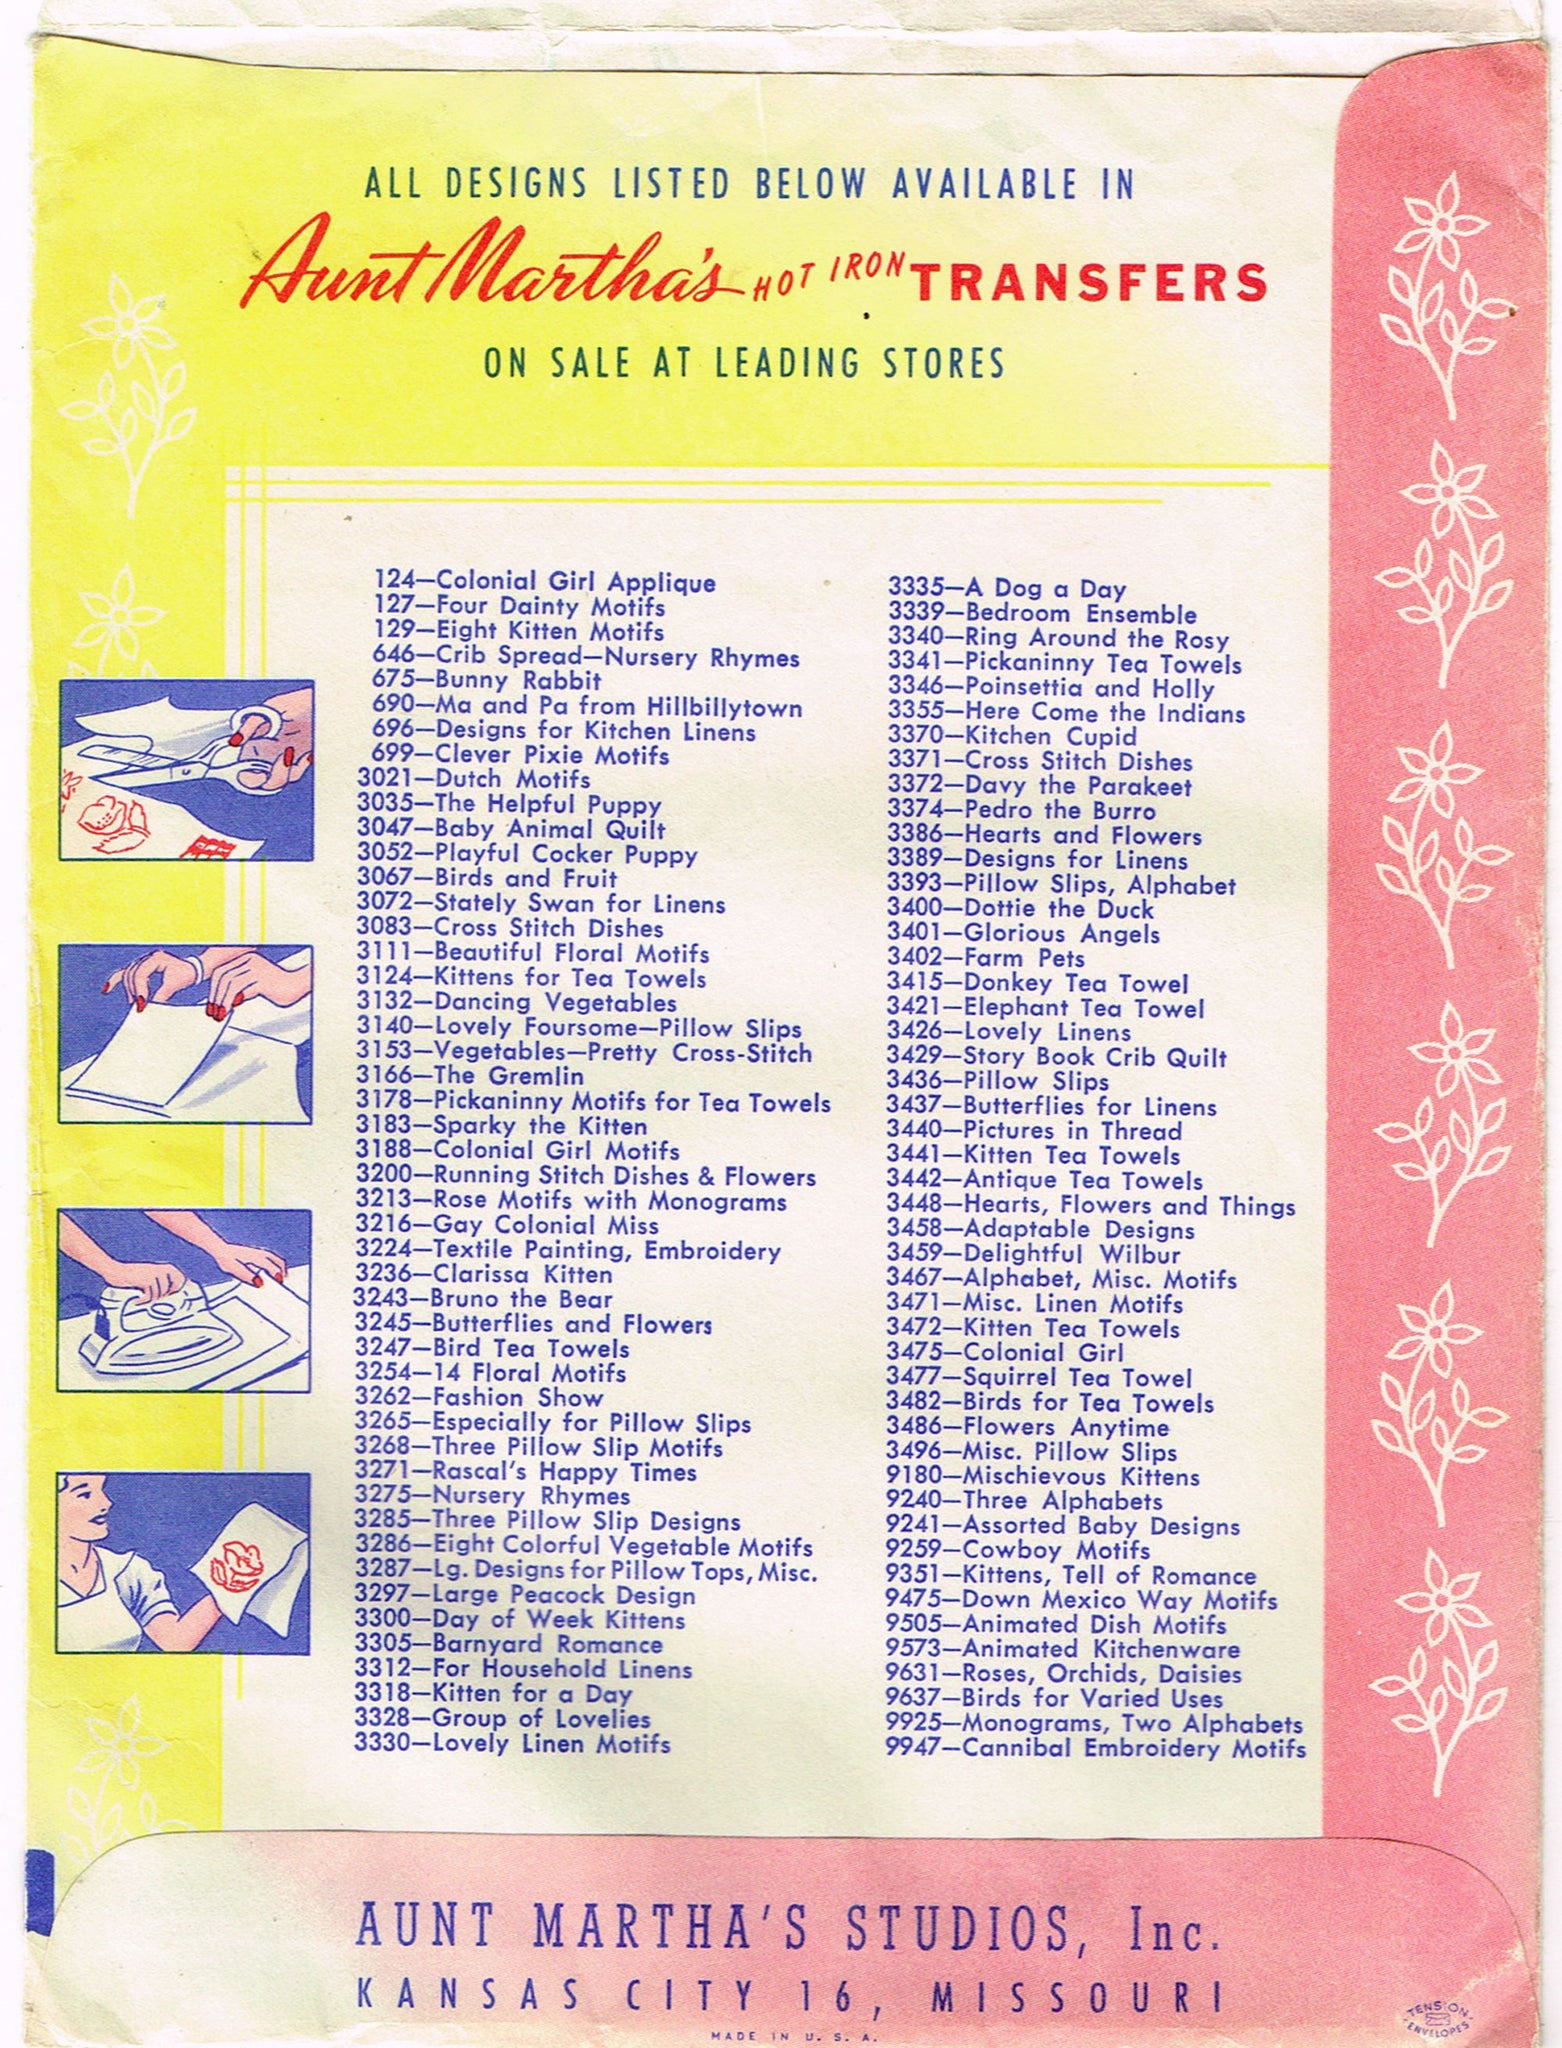 ALL DESIGNS LISTED BELOW AVAILABLE IN
Aunt Martha's HOT IRON TRANSFERS
ON SALE AT LEADING STORES
124—Colonial Girl Applique
127—Four Dainty Motifs
129—Eight Kitten Motifs
646—Crib Spread—Nursery Rhymes
675—Bunny Rabbit
690—Ma and Pa from Hillbillytown
696—Designs for Kitchen Linens
699—Clever Pixie Motifs
3021—Dutch Motifs
3035—The Helpful Puppy
3047—Baby Animal Quilt
3052—Playful Cocker Puppy
3067—Birds and Fruit
3072—Stately Swan for Linens
3083—Cross Stitch Dishes
3111—Beautiful Floral Motifs
3124—Kittens for Tea Towels
3132—Dancing Vegetables
3140—Lovely Foursome—Pillow Slips
3153—Vegetables—Pretty Cross-Stitch
3166—The Gremlin
3178—Pickaninny Motifs for Tea Towels
3183—Sparky the Kitten
3188—Colonial Girl Motifs
3200—Running Stitch Dishes & Flowers
3213—Rose Motifs with Monograms
3216—Gay Colonial Miss
3224—Textile Painting, Embroidery
3236—Clarissa Kitten
3243—Bruno the Bear
3245—Butterflies and Flowers
3247—Bird Tea Towels
3254—14 Floral Motifs
3262—Fashion Show
3265—Especially for Pillow Slips
3268—Three Pillow Slip Motifs
3271—Rascal's Happy Times
3275—Nursery Rhymes
3285—Three Pillow Slip Designs
3286—Eight Colorful Vegetable Motifs
3287—Lg. Designs for Pillow Tops, Misc.
3297—Large Peacock Design
3300—Day of Week Kittens
3305—Barnyard Romance
3312—For Household Linens
3318—Kitten for a Day
3328—Group of Lovelies
3330—Lovely Linen Motifs
3335—A Dog a Day
3339—Bedroom Ensemble
3340—Ring Around the Rosy
3341—Pickaninny Tea Towels
3346—Poinsettia and Holly
3355—Here Come the Indians
3370—Kitchen Cupid
3371—Cross Stitch Dishes
3372—Davy the Parakeet
3374—Pedro the Burro
3386—Hearts and Flowers
3389—Designs for Linens
3393—Pillow Slips, Alphabet
3400—Dottie the Duck
3401—Glorious Angels
3402—Farm Pets
3415—Donkey Tea Towel
3421—Elephant Tea Towel
3426—Lovely Linens
3429—Story Book Crib Quilt
3436—Pillow Slips
3437—Butterflies for Linens
3440—Pictures in Thread
3441—Kitten Tea Towels
3442—Antique Tea Towels
3448—Hearts, Flowers and Things
3458—Adaptable Designs
3459—Delightful Wilbur
3467—Alphabet, Misc. Motifs
3471—Misc. Linen Motifs
3472—Kitten Tea Towels
3475—Colonial Girl
3477—Squirrel Tea Towel
3482—Birds for Tea Towels
3486—Flowers Anytime
3496—Misc. Pillow Slips
9180—Mischievous Kittens
9240—Three Alphabets
9241—Assorted Baby Designs
9259—Cowboy Motifs
9351—Kittens, Tell of Romance
9475—Down Mexico Way Motifs
9505—Animated Dish Motifs
9573—Animated Kitchenware
9631—Roses, Orchids, Daisies
9637—Birds for Varied Uses
9925—Monograms, Two Alphabets
9947—Cannibal Embroidery Motifs
AUNT MARTHA'S STUDIOS, Inc.
KANSAS CITY 16, MISSOURI
MADE IN U. S. A.
TENSION
ENVELOPES